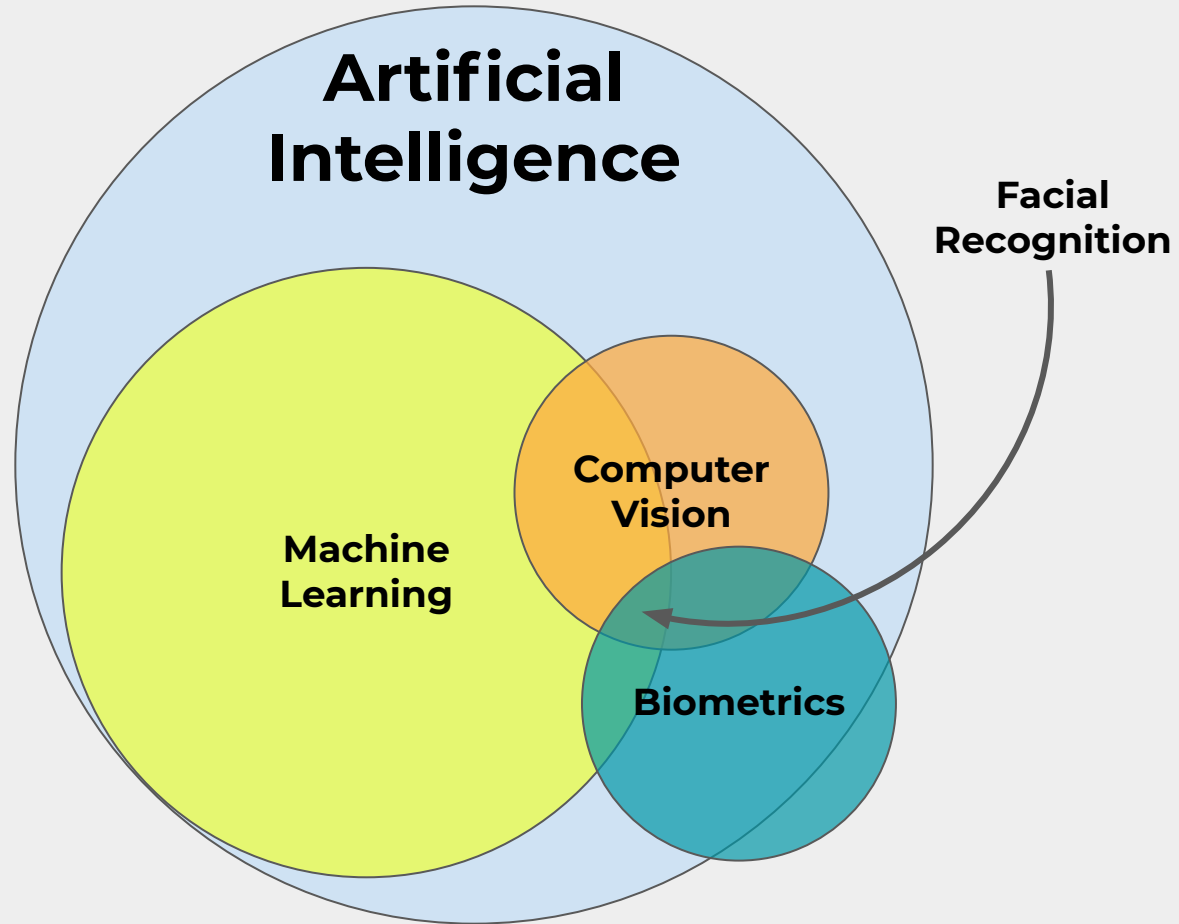 Artificial
Intelligence
Facial
Recognition
Computer
Vision
Machine
Learning
Biometrics